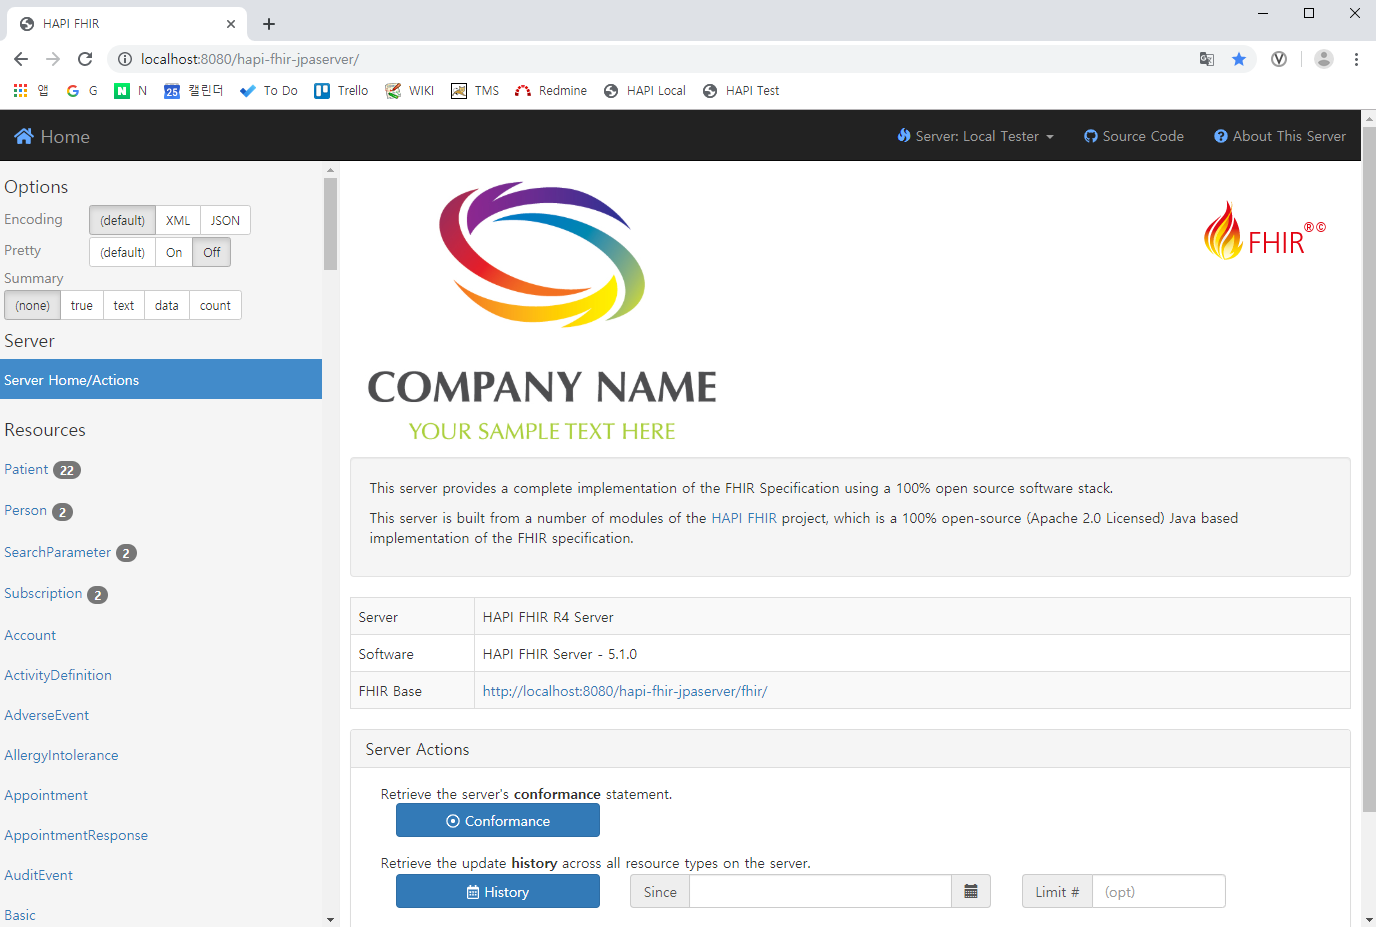 HAPI FHIR
localhost:8080/hapi-fhir-jpaserver/
앱 G N 캘린더 To Do Trello WIKI TMS Redmine HAPI Local HAPI Test
Home Server: Local Tester Source Code About This Server
Options
Encoding (default) XML JSON
Pretty (default) On Off
Summary
(none) true text data count
Server
Server Home/Actions
Resources
Patient 22
Person 2
SearchParameter 2
Subscription 2
Account
ActivityDefinition
AdverseEvent
AllergyIntolerance
Appointment
AppointmentResponse
AuditEvent
Basic
COMPANY NAME
YOUR SAMPLE TEXT HERE
FHIR®©
This server provides a complete implementation of the FHIR Specification using a 100% open source software stack.
This server is built from a number of modules of the HAPI FHIR project, which is a 100% open-source (Apache 2.0 Licensed) Java based
implementation of the FHIR specification.
Server HAPI FHIR R4 Server
Software HAPI FHIR Server - 5.1.0
FHIR Base http://localhost:8080/hapi-fhir-jpaserver/fhir/
Server Actions
Retrieve the server's conformance statement.
Conformance
Retrieve the update history across all resource types on the server.
History Since Limit # (opt)